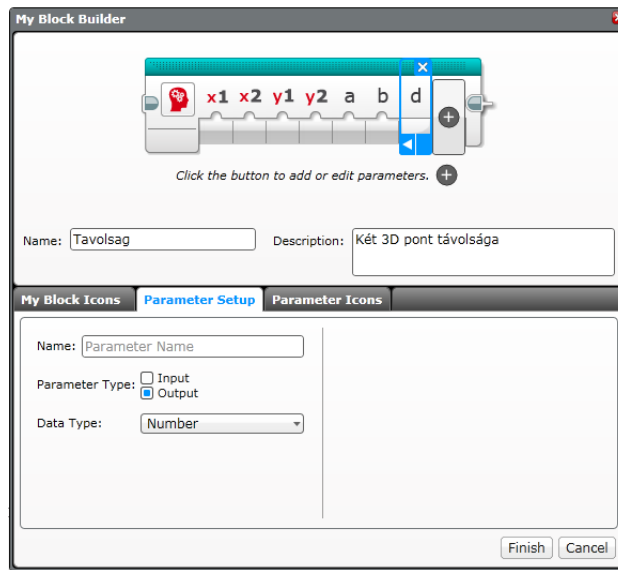 My Block Builder
x1 x2 y1 y2 a b d
Click the button to add or edit parameters.
Name: Tavolsag
Description: Két 3D pont távolsága
My Block Icons Parameter Setup Parameter Icons
Name: Parameter Name
Parameter Type: Input
Output
Data Type: Number
Finish Cancel